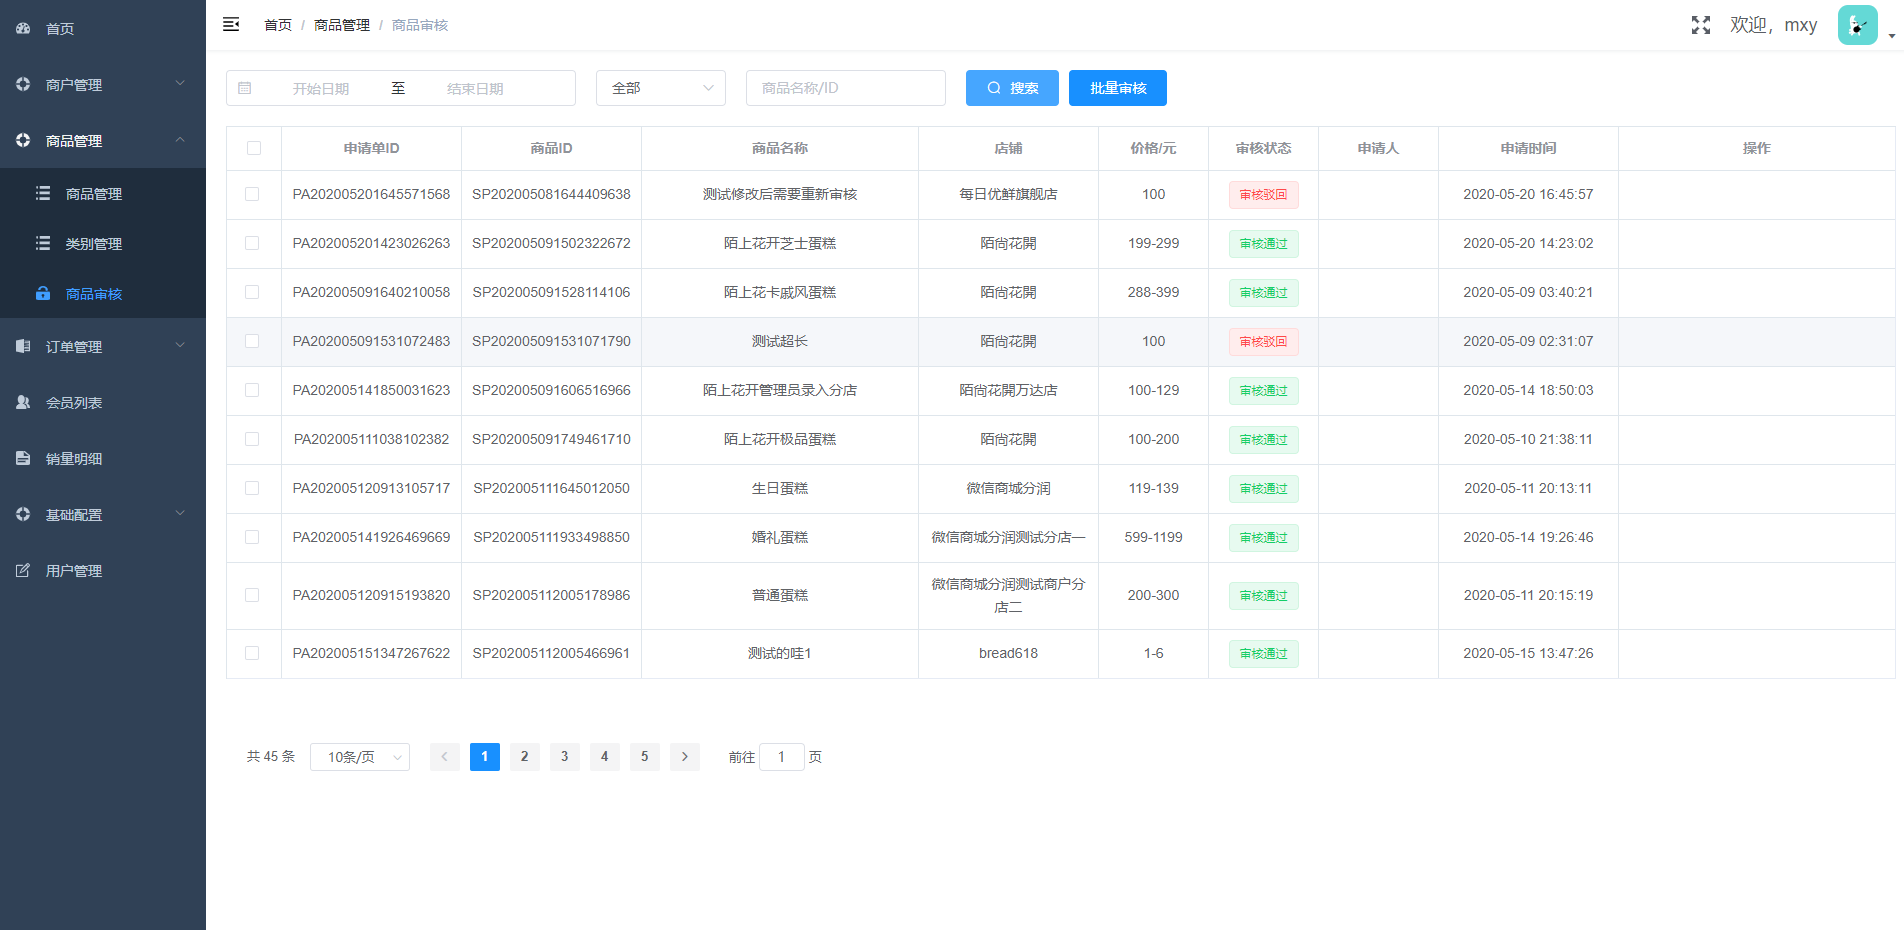 首页
商户管理
商品管理
商品管理
类别管理
商品审核
订单管理
会员列表
销量明细
基础配置
用户管理
首页 / 商品管理 / 商品审核
欢迎，mxy
开始日期 至 结束日期 全部 商品名称/ID 搜索 批量审核
申请单ID 商品ID 商品名称 店铺 价格/元 审核状态 申请人 申请时间 操作
PA202005201645571568 SP202005081644409638 测试修改后需要重新审核 每日优鲜旗舰店 100 审核驳回 2020-05-20 16:45:57
PA202005201423026263 SP202005091502322672 陌上花开芝士蛋糕 陌尙花開 199-299 审核通过 2020-05-20 14:23:02
PA202005091640210058 SP202005091528114106 陌上花卡戚风蛋糕 陌尙花開 288-399 审核通过 2020-05-09 03:40:21
PA202005091531072483 SP202005091531071790 测试超长 陌尙花開 100 审核驳回 2020-05-09 02:31:07
PA202005141850031623 SP202005091606516966 陌上花开管理员录入分店 陌尙花開万达店 100-129 审核通过 2020-05-14 18:50:03
PA202005111038102382 SP202005091749461710 陌上花开极品蛋糕 陌尙花開 100-200 审核通过 2020-05-10 21:38:11
PA202005120913105717 SP202005111645012050 生日蛋糕 微信商城分润 119-139 审核通过 2020-05-11 20:13:11
PA202005141926469669 SP202005111933498850 婚礼蛋糕 微信商城分润测试分店一 599-1199 审核通过 2020-05-14 19:26:46
PA202005120915193820 SP202005112005178986 普通蛋糕 微信商城分润测试商户分 200-300 审核通过 2020-05-11 20:15:19
店二
PA202005151347267622 SP202005112005466961 测试的哇1 bread618 1-6 审核通过 2020-05-15 13:47:26
共 45 条 10条/页 1 2 3 4 5 前往 1 页